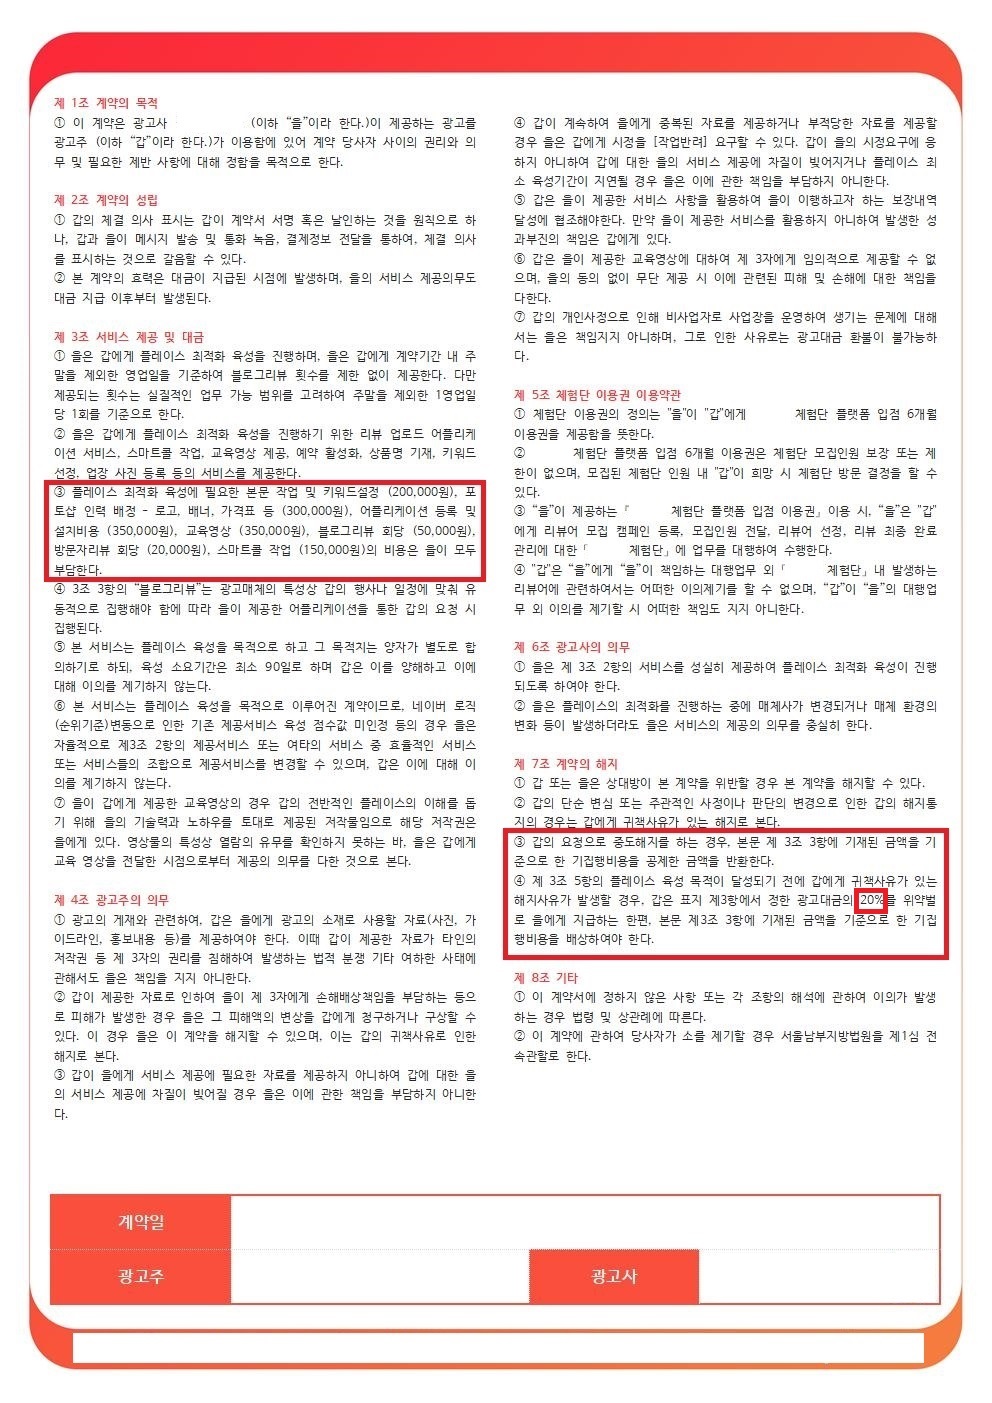 제 1조 계약의 목적
① 이 계약은 광고사 (이하 “을”이라 한다.)이 제공하는 광고를
광고주 (이하 “갑”이라 한다.)가 이용함에 있어 계약 당사자 사이의 권리와 의
무 및 필요한 제반 사항에 대해 정함을 목적으로 한다.
제 2조 계약의 성립
① 갑의 체결 의사 표시는 갑이 계약서 서명 혹은 날인하는 것을 원칙으로 하
나, 갑과 을이 메시지 발송 및 통화 녹음, 결제정보 전달을 통하여, 체결 의사
를 표시하는 것으로 갈음할 수 있다.
② 본 계약의 효력은 대금이 지급된 시점에 발생하며, 을의 서비스 제공의무도
대금 지급 이후부터 발생된다.
제 3조 서비스 제공 및 대금
① 을은 갑에게 플레이스 최적화 육성을 진행하며, 을은 갑에게 계약기간 내 주
말을 제외한 영업일을 기준하여 블로그리뷰 횟수를 제한 없이 제공한다. 다만
제공되는 횟수는 실질적인 업무 가능 범위를 고려하여 주말을 제외한 1영업일
당 1회를 기준으로 한다.
② 을은 갑에게 플레이스 최적화 육성을 진행하기 위한 리뷰 업로드 어플리케
이션 서비스, 스마트콜 작업, 교육영상 제공, 예약 활성화, 상품명 기재, 키워드
선정, 업장 사진 등록 등의 서비스를 제공한다.
③ 플레이스 최적화 육성에 필요한 본문 작업 및 키워드설정 (200,000원), 포
토샵 인력 배정 – 로고, 배너, 가격표 등 (300,000원), 어플리케이션 등록 및
설치비용 (350,000원), 교육영상 (350,000원), 블로그리뷰 회당 (50,000원),
방문자리뷰 회당 (20,000원), 스마트콜 작업 (150,000원)의 비용은 을이 모두
부담한다.
④ 3조 3항의 “블로그리뷰”는 광고매체의 특성상 갑의 행사나 일정에 맞춰 유
동적으로 집행해야 함에 따라 을이 제공한 어플리케이션을 통한 갑의 요청 시
집행된다.
⑤ 본 서비스는 플레이스 육성을 목적으로 하고 그 목적치는 양자가 별도로 합
의하기로 하되, 육성 소요기간은 최소 90일로 하며 갑은 이를 양해하고 이에
대해 이의를 제기하지 않는다.
⑥ 본 서비스는 플레이스 육성을 목적으로 이루어진 계약이므로, 네이버 로직
(순위기준)변동으로 인한 기존 제공서비스 육성 점수값 미인정 등의 경우 을은
자율적으로 제3조 2항의 제공서비스 또는 여타의 서비스 중 효율적인 서비스
또는 서비스들의 조합으로 제공서비스를 변경할 수 있으며, 갑은 이에 대해 이
의를 제기하지 않는다.
⑦ 을이 갑에게 제공한 교육영상의 경우 갑의 전반적인 플레이스의 이해를 돕
기 위해 을의 기술력과 노하우를 토대로 제공된 저작물임으로 해당 저작권은
을에게 있다. 영상물의 특성상 열람의 유무를 확인하지 못하는 바, 을은 갑에게
교육 영상을 전달한 시점으로부터 제공의 의무를 다한 것으로 본다.
제 4조 광고주의 의무
① 광고의 게재와 관련하여, 갑은 을에게 광고의 소재로 사용할 자료(사진, 가
이드라인, 홍보내용 등)를 제공하여야 한다. 이때 갑이 제공한 자료가 타인의
저작권 등 제 3자의 권리를 침해하여 발생하는 법적 분쟁 기타 여하한 사태에
관해서도 을은 책임을 지지 아니한다.
② 갑이 제공한 자료로 인하여 을이 제 3자에게 손해배상책임을 부담하는 등으
로 피해가 발생한 경우 을은 그 피해액의 변상을 갑에게 청구하거나 구상할 수
있다. 이 경우 을은 이 계약을 해지할 수 있으며, 이는 갑의 귀책사유로 인한
해지로 본다.
③ 갑이 을에게 서비스 제공에 필요한 자료를 제공하지 아니하여 갑에 대한 을
의 서비스 제공에 차질이 빚어질 경우 을은 이에 관한 책임을 부담하지 아니한
다.
④ 갑이 계속하여 을에게 중복된 자료를 제공하거나 부적당한 자료를 제공할
경우 을은 갑에게 시정을 [작업반려] 요구할 수 있다. 갑이 을의 시정요구에 응
하지 아니하여 갑에 대한 을의 서비스 제공에 차질이 빚어지거나 플레이스 최
소 육성기간이 지연될 경우 을은 이에 관한 책임을 부담하지 아니한다.
⑤ 갑은 을이 제공한 서비스 사항을 활용하여 을이 이행하고자 하는 보장내역
달성에 협조해야한다. 만약 을이 제공한 서비스를 활용하지 아니하여 발생한 성
과부진의 책임은 갑에게 있다.
⑥ 갑은 을이 제공한 교육영상에 대하여 제 3자에게 임의적으로 제공할 수 없
으며, 을의 동의 없이 무단 제공 시 이에 관련된 피해 및 손해에 대한 책임을
다한다.
⑦ 갑의 개인사정으로 인해 비사업자로 사업장을 운영하여 생기는 문제에 대해
서는 을은 책임지지 아니하며, 그로 인한 사유로는 광고대금 환불이 불가능하
다.
제 5조 체험단 이용권 이용약관
① 체험단 이용권의 정의는 "을"이 "갑"에게 체험단 플랫폼 입점 6개월
이용권을 제공함을 뜻한다.
② 체험단 플랫폼 입점 6개월 이용권은 체험단 모집인원 보장 또는 제
한이 없으며, 모집된 체험단 인원 내 "갑"이 희망 시 체험단 방문 결정을 할 수
있다.
③ “을”이 제공하는「 체험단 플랫폼 입점 이용권」이용 시, “을”은 "갑"
에게 리뷰어 모집 캠페인 등록, 모집인원 전달, 리뷰어 선정, 리뷰 최종 완료
관리에 대한「 체험단」에 업무를 대행하여 수행한다.
④ "갑"은 “을”에게 “을”이 책임하는 대행업무 외「 체험단」내 발생하는
리뷰어에 관련하여서는 어떠한 이의제기를 할 수 없으며, “갑”이 “을”의 대행업
무 외 이의를 제기할 시 어떠한 책임도 지지 아니한다.
제 6조 광고사의 의무
① 을은 제 3조 2항의 서비스를 성실히 제공하여 플레이스 최적화 육성이 진행
되도록 하여야 한다.
② 을은 플레이스의 최적화를 진행하는 중에 매체사가 변경되거나 매체 환경의
변화 등이 발생하더라도 을은 서비스의 제공의 의무를 충실히 한다.
제 7조 계약의 해지
① 갑 또는 을은 상대방이 본 계약을 위반할 경우 본 계약을 해지할 수 있다.
② 갑의 단순 변심 또는 주관적인 사정이나 판단의 변경으로 인한 갑의 해지통
지의 경우는 갑에게 귀책사유가 있는 해지로 본다.
③ 갑의 요청으로 중도해지를 하는 경우, 본문 제 3조 3항에 기재된 금액을 기
준으로 한 기집행비용을 공제한 금액을 반환한다.
④ 제 3조 5항의 플레이스 육성 목적이 달성되기 전에 갑에게 귀책사유가 있는
해지사유가 발생할 경우, 갑은 표지 제3항에서 정한 광고대금의 20%를 위약벌
로 을에게 지급하는 한편, 본문 제3조 3항에 기재된 금액을 기준으로 한 기집
행비용을 배상하여야 한다.
제 8조 기타
① 이 계약서에 정하지 않은 사항 또는 각 조항의 해석에 관하여 이의가 발생
하는 경우 법령 및 상관례에 따른다.
② 이 계약에 관하여 당사자가 소를 제기할 경우 서울남부지방법원을 제1심 전
속관할로 한다.
계약일
광고주
광고사